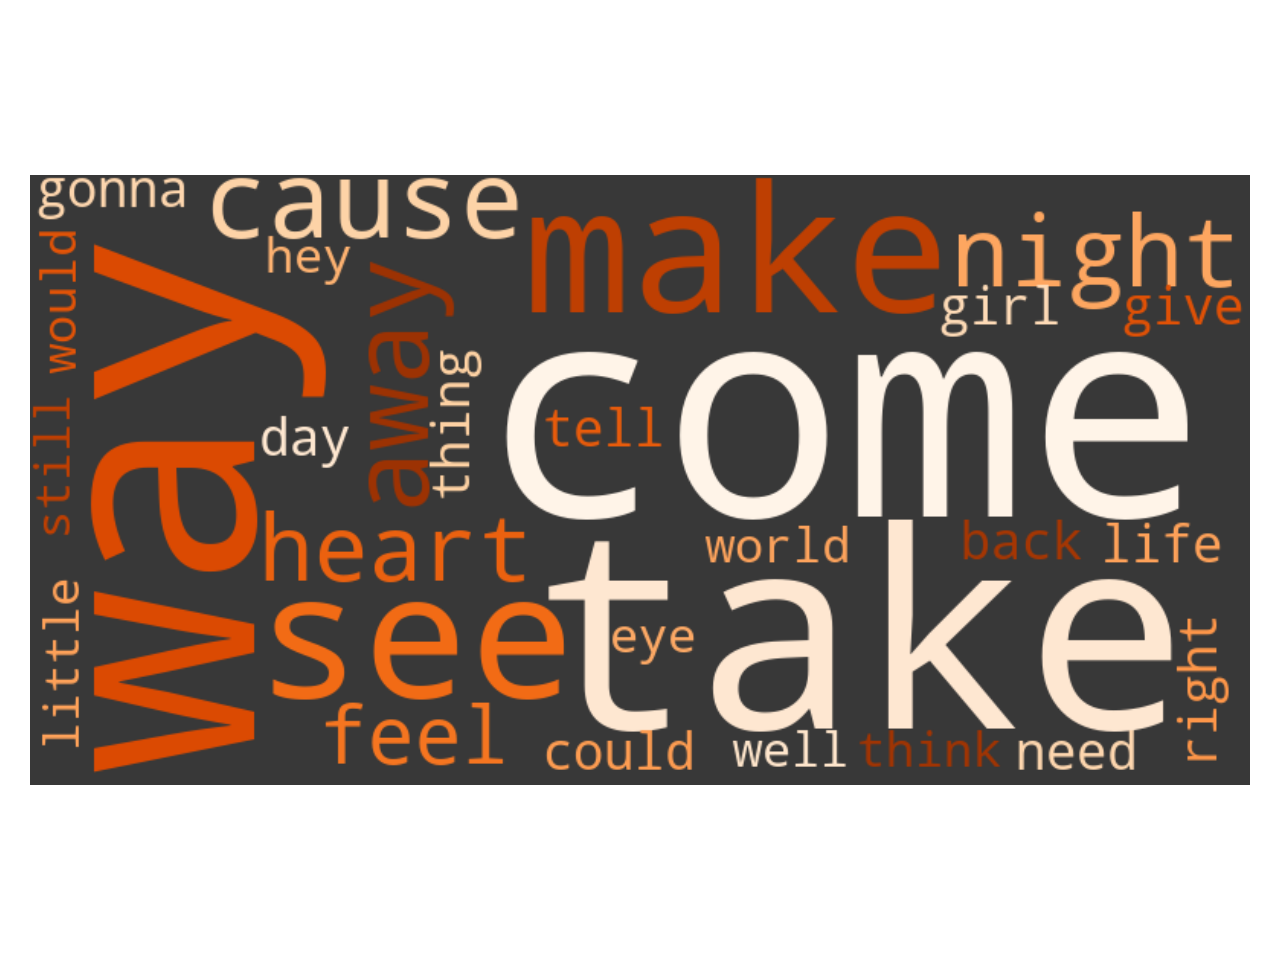 gonna
cause
make
night
hey
girl
give
would
way
away
thing
come
tell
day
still
heart
world
back
life
take
see
eye
little
right
feel
could
well
think
need